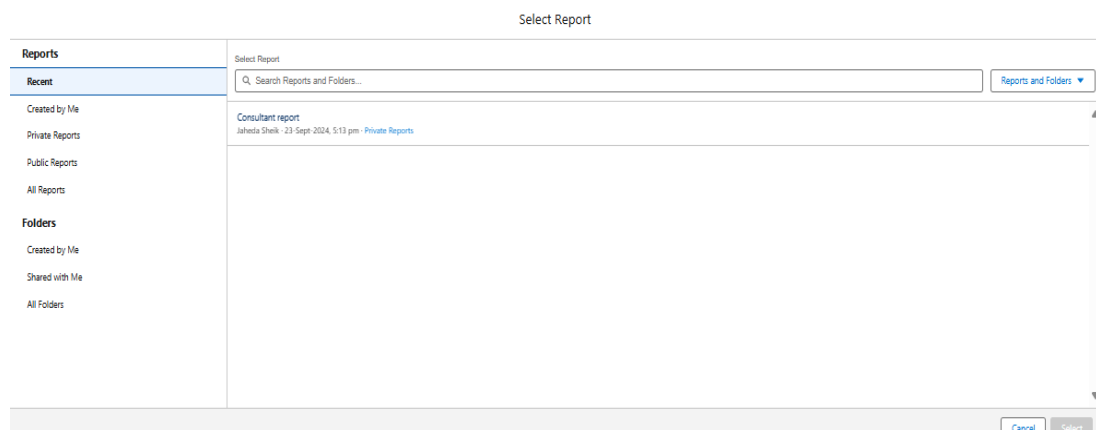 Select Report
Reports
Recent
Created by Me
Private Reports
Public Reports
All Reports
Folders
Created by Me
Shared with Me
All Folders
Select Report
Search Reports and Folders...
Reports and Folders
Consultant report
Jaheda Sheik · 23-Sept-2024, 5:13 pm · Private Reports
Cancel
Select